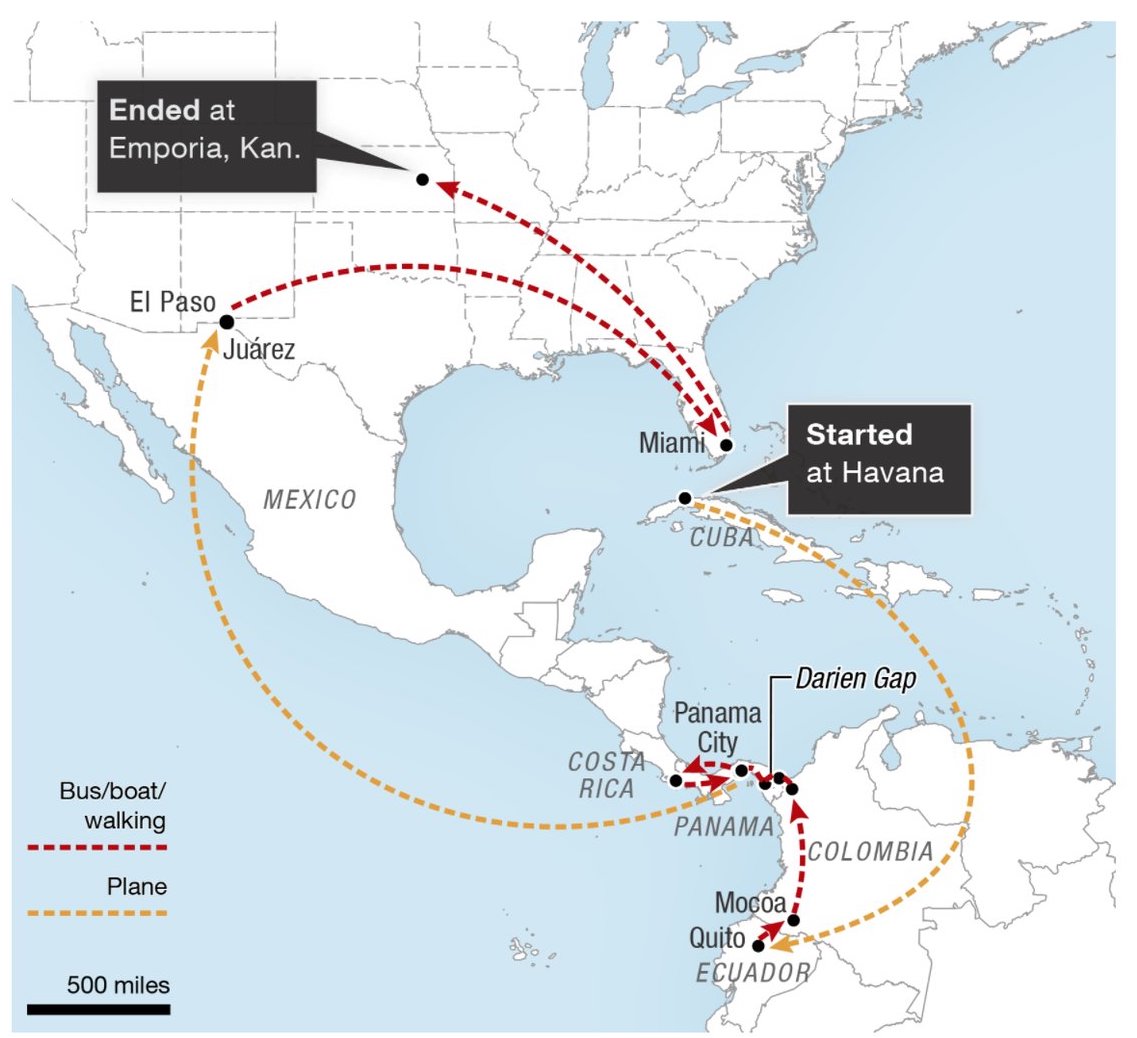 Ended at
Emporia, Kan.
El Paso
Juárez
Miami
Started
at Havana
MEXICO
CUBA
Darien Gap
Panama
City
COSTA
RICA
PANAMA
COLOMBIA
Mocoa
Quito
ECUADOR
Bus/boat/
walking
Plane
500 miles